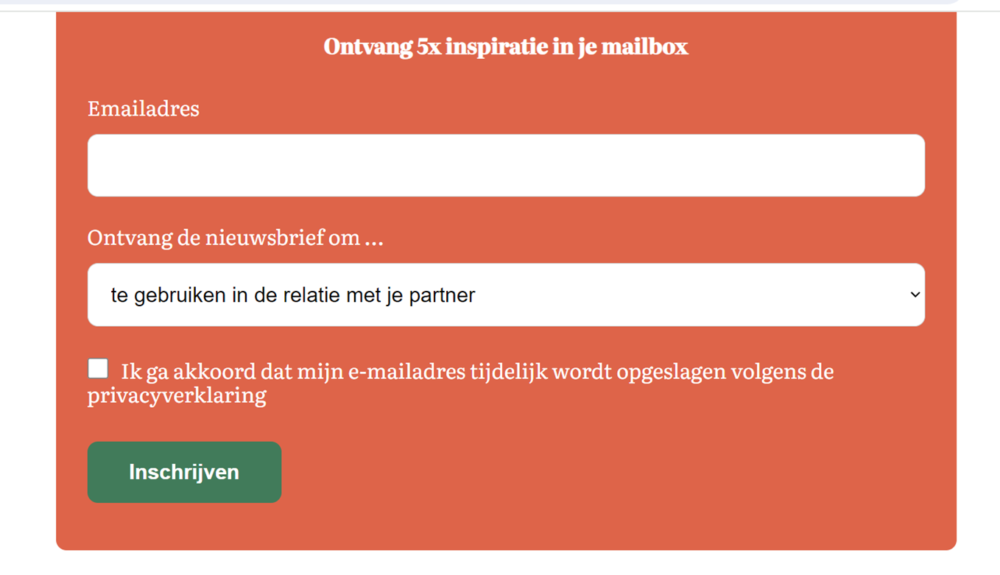 Ontvang 5x inspiratie in je mailbox
Emailadres
Ontvang de nieuwsbrief om ...
te gebruiken in de relatie met je partner
Ik ga akkoord dat mijn e-mailadres tijdelijk wordt opgeslagen volgens de
privacyverklaring
Inschrijven